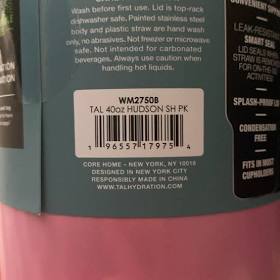 Wash before first use. Lid is top-rack
dishwasher safe. Painted stainless steel
body and plastic straw are hand wash
only, no abrasives. Not freezer or microwave
safe. Not intended for carbonated
beverages. Always use caution when
handling hot liquids.
WM2750B
TAL 40oz HUDSON SH PK
1 96557 17975 4
CORE HOME - NEW YORK, NY 10018
DESIGNED IN NEW YORK CITY
RESPONSIBLY MADE IN CHINA
WWW.TALHYDRATION.COM
CONVENIENT SUPPORT
LEAK-RESISTANT
SMART SEAL
LID SEALS WHEN
STRAW IS REMOVED
FOR ON-THE-GO
ACTIVITIES
SPLASH-PROOF
CONDENSATION
FREE
FITS IN MOST
CUPHOLDERS